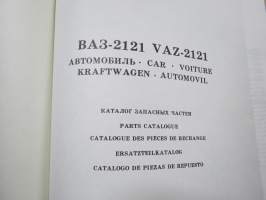 ВАЗ-2121 VAZ-2121
АВТОМОБИЛЬ · CAR · VOITURE
KRAFTWAGEN · AUTOMOVIL
КАТАЛОГ ЗАПАСНЫХ ЧАСТЕЙ
PARTS CATALOGUE
CATALOGUE DES PIÈCES DE RECHANGE
ERSATZTEILKATALOG
CATALOGO DE PIEZAS DE REPUESTO